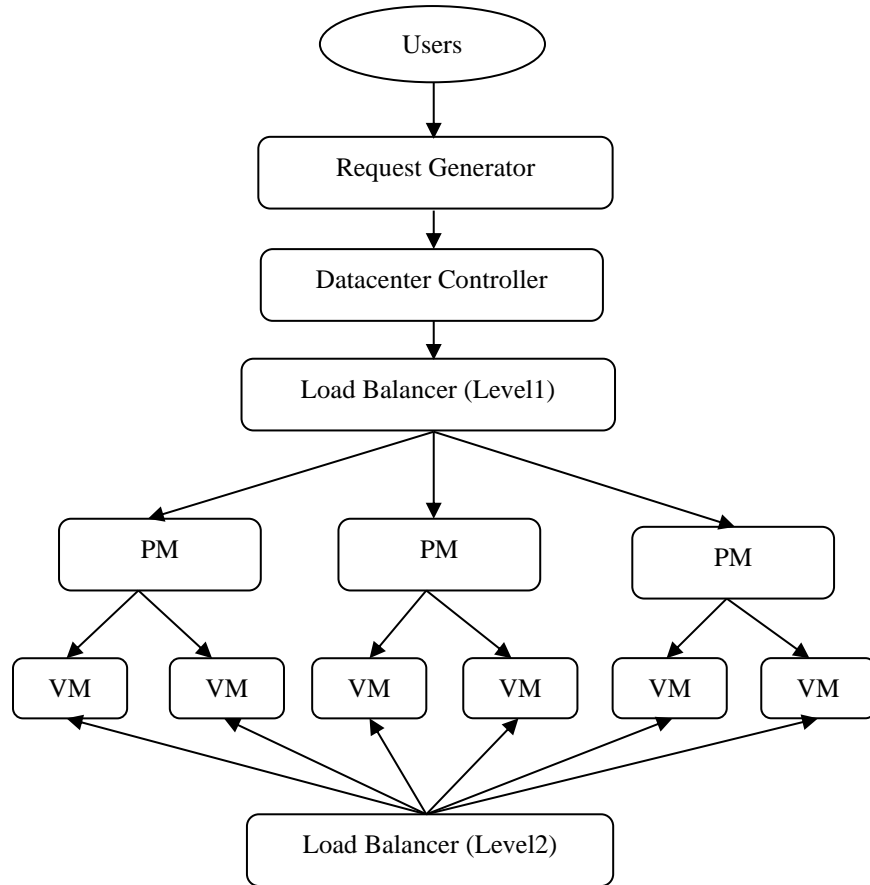 Users
Request Generator
Datacenter Controller
Load Balancer (Level1)
PM
PM
PM
VM
VM
VM
VM
VM
VM
Load Balancer (Level2)